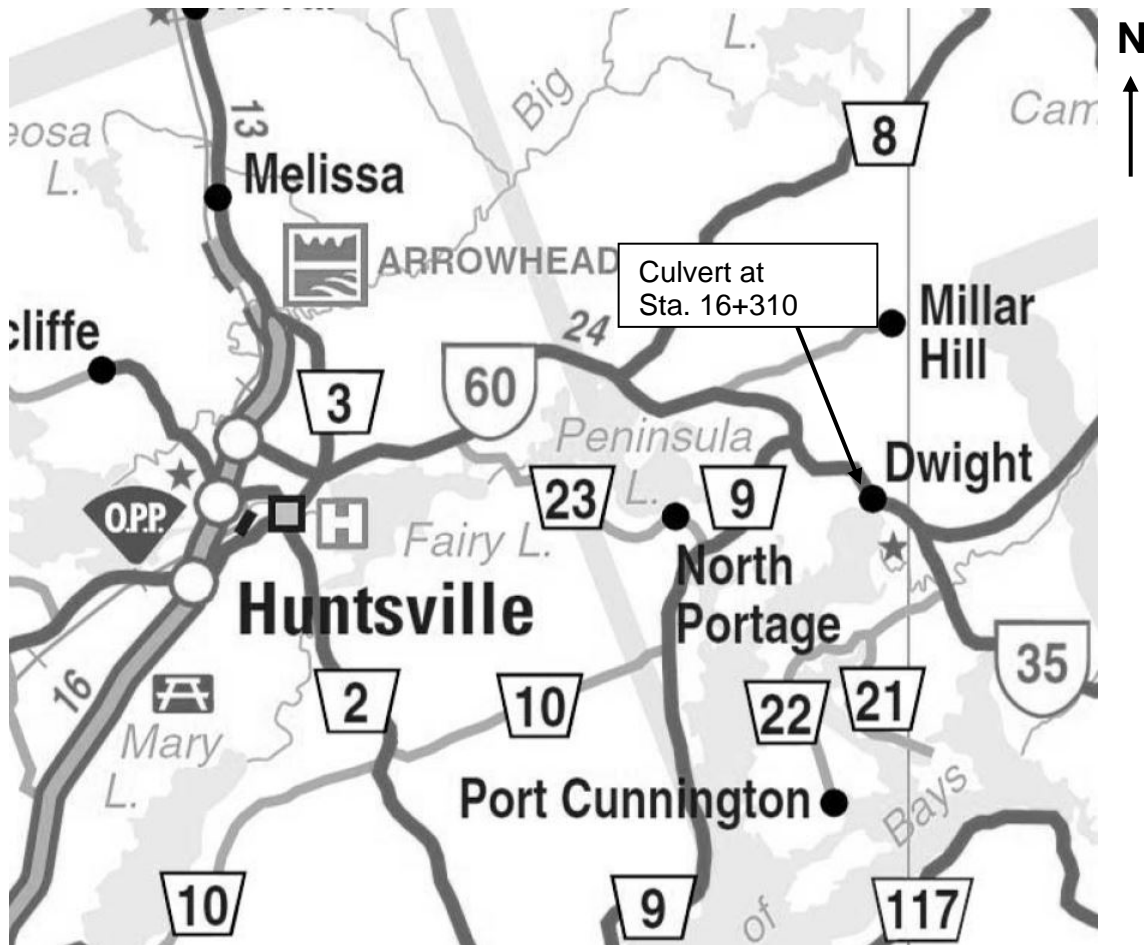 N
L.
Big
Cam
8
13
eosa
L.
Melissa
ARROWHEAD
Culvert at
Sta. 16+310
24
Millar
Hill
cliffe
3
60
Peninsula
L.
Dwight
O.P.P.
H
23
9
Fairy L.
North
Portage
Huntsville
16
2
10
22
21
35
Mary
L.
Port Cunnington
Bays
10
9
of
117